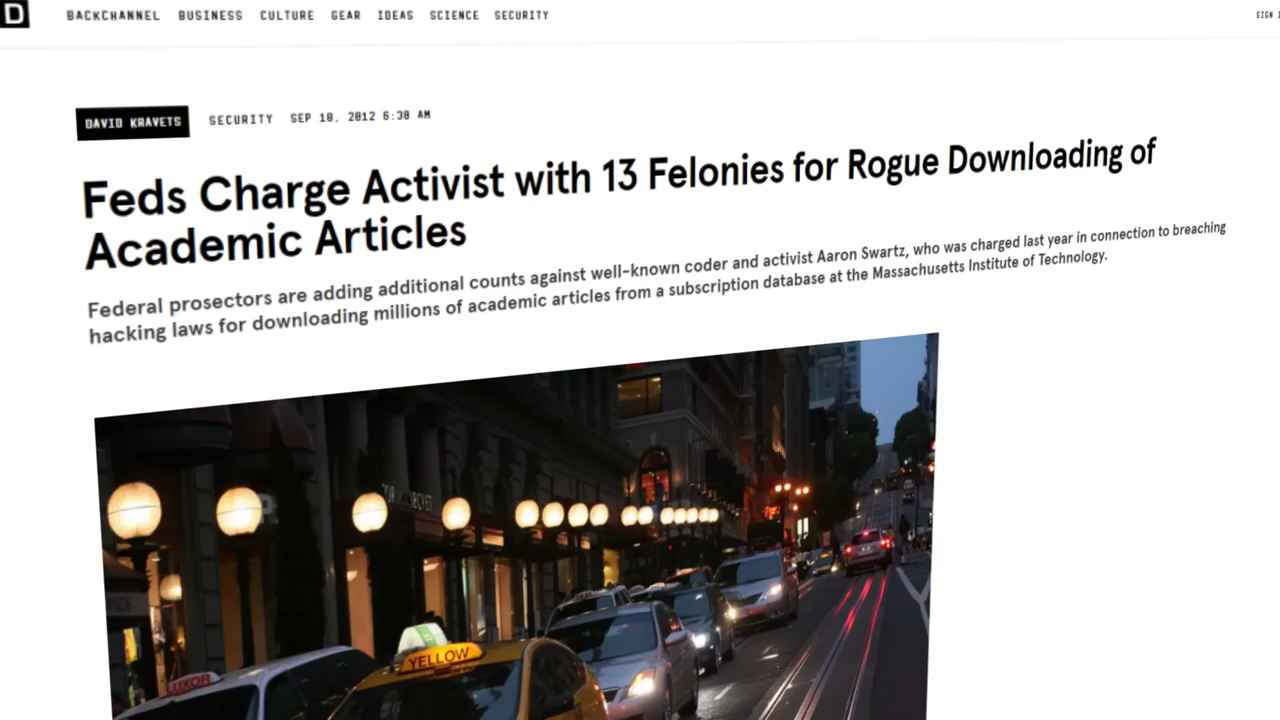 D
BACKCHANNEL BUSINESS CULTURE GEAR IDEAS SCIENCE SECURITY
SIGN
DAVID KRAVETS SECURITY SEP 18, 2012 6:30 AM
Feds Charge Activist with 13 Felonies for Rogue Downloading of
Academic Articles
Federal prosectors are adding additional counts against well-known coder and activist Aaron Swartz, who was charged last year in connection to breaching
hacking laws for downloading millions of academic articles from a subscription database at the Massachusetts Institute of Technology.
YELLOW
LUXOR